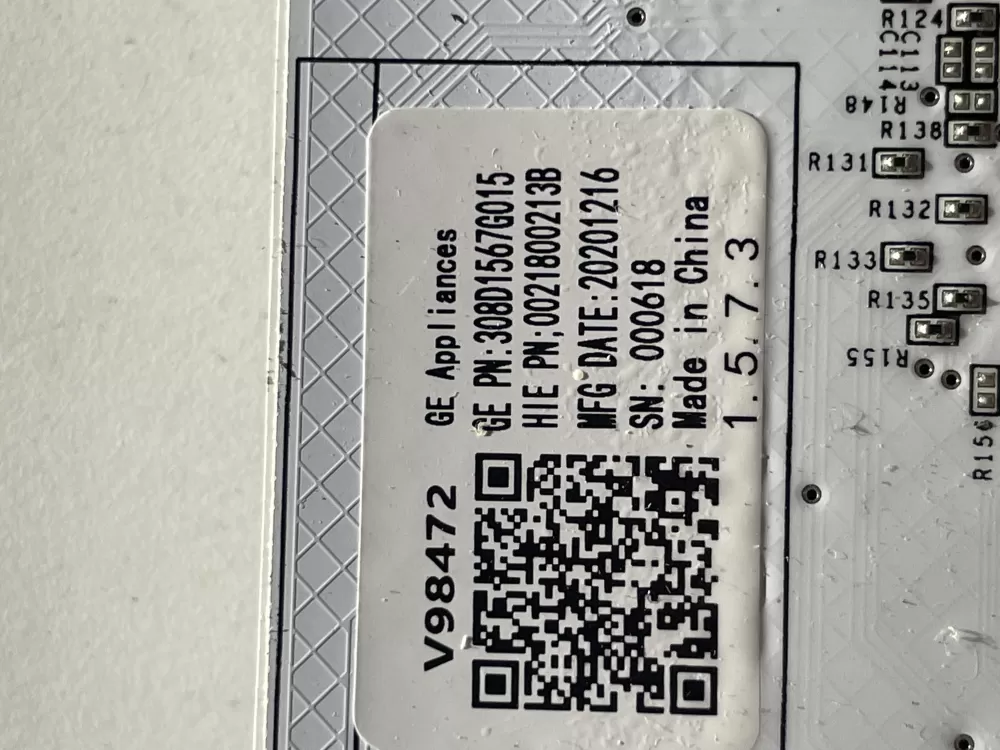 V98472
GE Appliances
GE PN:308D1567G015
HIE PN;0021800213B
MFG DATE:20201216
SN: 000618
Made in China
1.5.7.3
R124
C113
C114
R148
R138
R131
R132
R133
R135
R155